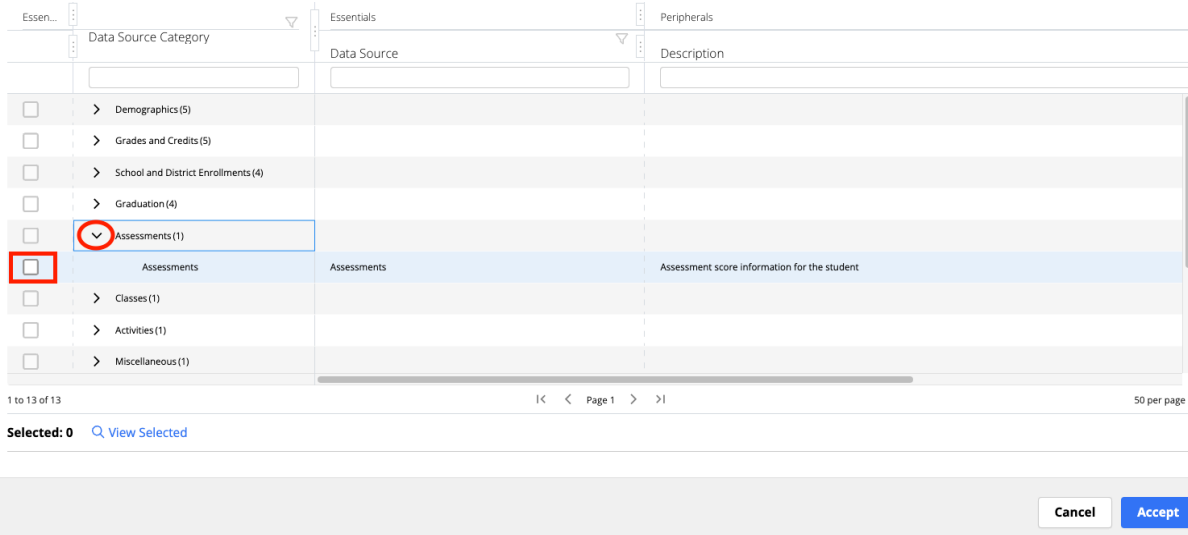 Essen... Essentials Peripherals
Data Source Category Data Source Description
Demographics (5)
Grades and Credits (5)
School and District Enrollments (4)
Graduation (4)
Assessments (1)
Assessments Assessments Assessment score information for the student
Classes (1)
Activities (1)
Miscellaneous (1)
1 to 13 of 13 Page 1 50 per page
Selected: 0 View Selected
Cancel Accept